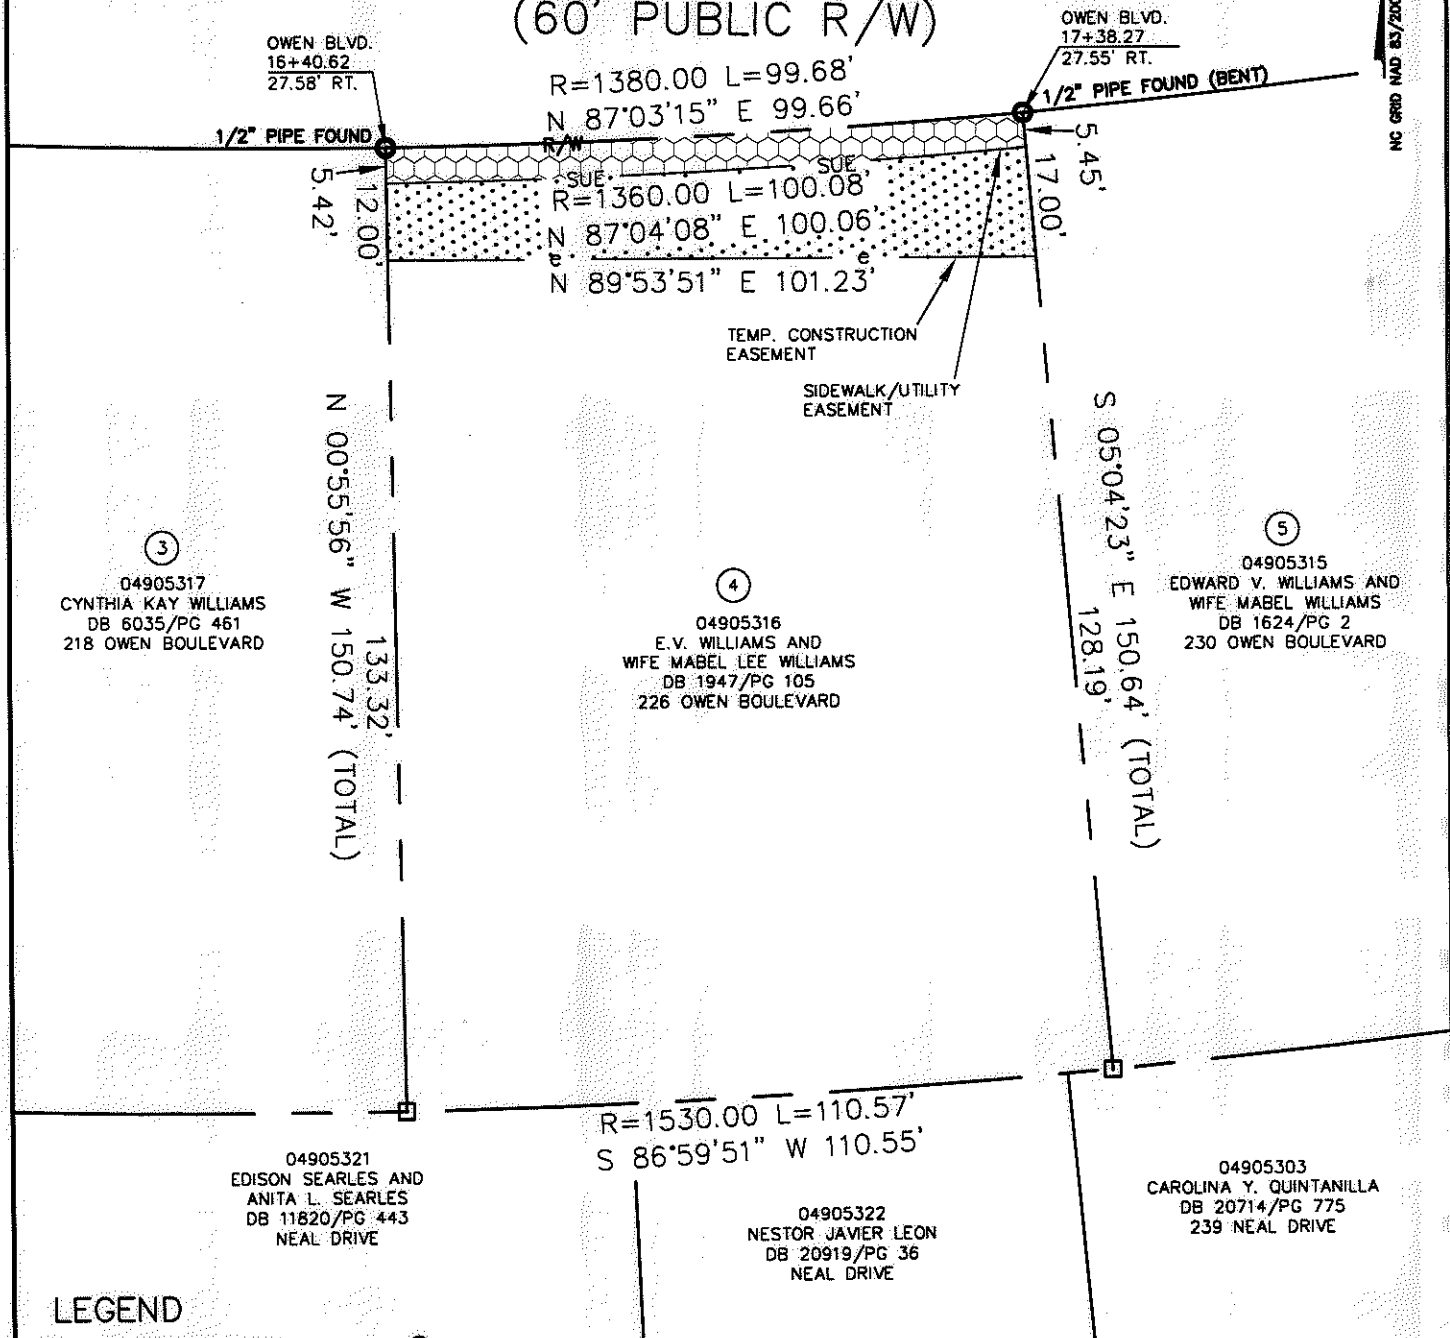 (60' PUBLIC R/W)
OWEN BLVD.
16+40.62
27.58' RT.
OWEN BLVD.
17+38.27
27.55' RT.
R=1380.00 L=99.68'
N 87°03'15" E 99.66'
1/2" PIPE FOUND
1/2" PIPE FOUND (BENT)
NC GRID NAD 83/200
R/W
SUE
SUE
5.42'
12.00'
5.45'
17.00'
R=1360.00 L=100.08'
N 87°04'08" E 100.06'
e
e
N 89°53'51" E 101.23'
TEMP. CONSTRUCTION
EASEMENT
SIDEWALK/UTILITY
EASEMENT
N 00°55'56" W 150.74' (TOTAL)
133.32'
S 05°04'23" E 150.64' (TOTAL)
128.19'
3
04905317
CYNTHIA KAY WILLIAMS
DB 6035/PG 461
218 OWEN BOULEVARD
4
04905316
E.V. WILLIAMS AND
WIFE MABEL LEE WILLIAMS
DB 1947/PG 105
226 OWEN BOULEVARD
5
04905315
EDWARD V. WILLIAMS AND
WIFE MABEL WILLIAMS
DB 1624/PG 2
230 OWEN BOULEVARD
R=1530.00 L=110.57'
S 86°59'51" W 110.55'
04905321
EDISON SEARLES AND
ANITA L. SEARLES
DB 11820/PG 443
NEAL DRIVE
04905322
NESTOR JAVIER LEON
DB 20919/PG 36
NEAL DRIVE
04905303
CAROLINA Y. QUINTANILLA
DB 20714/PG 775
239 NEAL DRIVE
LEGEND